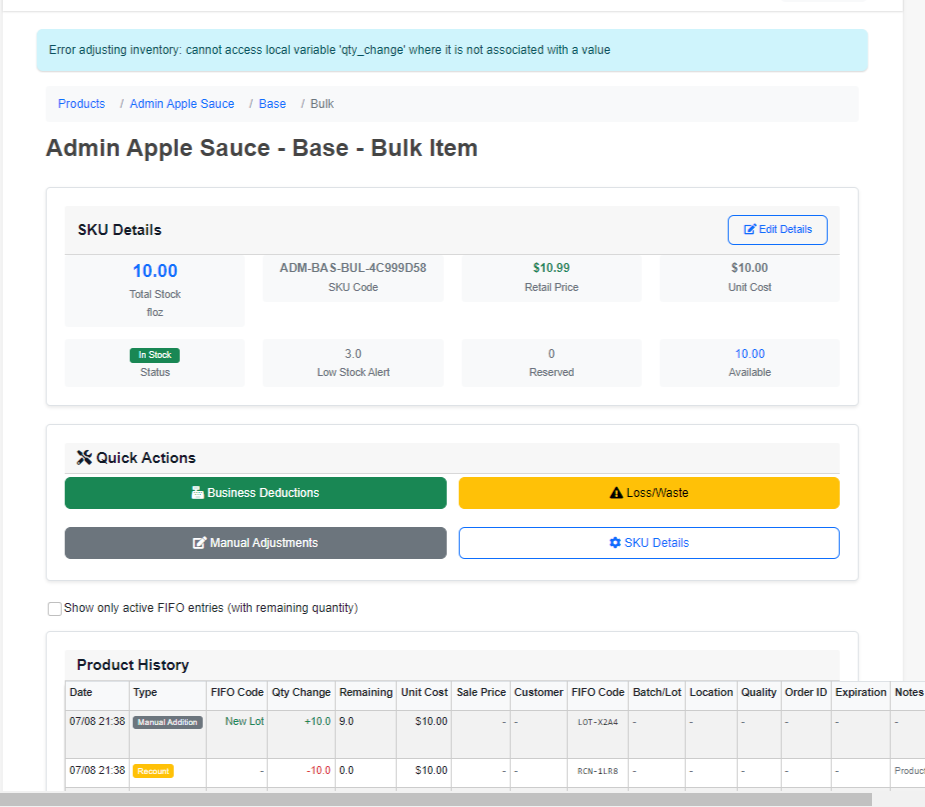 Error adjusting inventory: cannot access local variable 'qty_change' where it is not associated with a value
Products / Admin Apple Sauce / Base / Bulk
Admin Apple Sauce - Base - Bulk Item
SKU Details
Edit Details
10.00
Total Stock
floz
ADM-BAS-BUL-4C999D58
SKU Code
$10.99
Retail Price
$10.00
Unit Cost
In Stock
Status
3.0
Low Stock Alert
0
Reserved
10.00
Available
Quick Actions
Business Deductions
Loss/Waste
Manual Adjustments
SKU Details
Show only active FIFO entries (with remaining quantity)
Product History
Date Type FIFO Code Qty Change Remaining Unit Cost Sale Price Customer FIFO Code Batch/Lot Location Quality Order ID Expiration Notes
07/08 21:38 Manual Addition New Lot +10.0 9.0 $10.00 - - LOT-X2A4 - - - - - -
07/08 21:38 Recount - -10.0 0.0 $10.00 - - RCN-1LR8 - - - - - Product